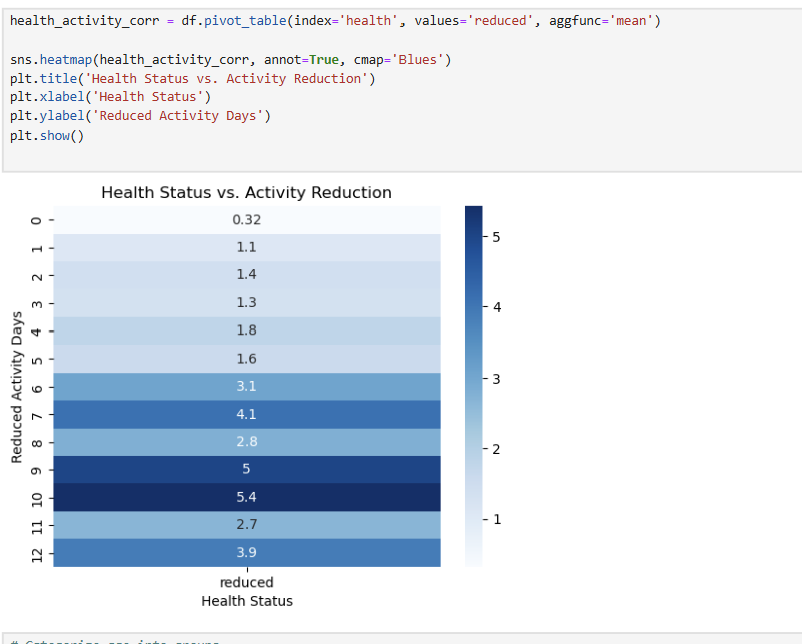 health_activity_corr = df.pivot_table(index='health', values='reduced', aggfunc='mean')
sns.heatmap(health_activity_corr, annot=True, cmap='Blues')
plt.title('Health Status vs. Activity Reduction')
plt.xlabel('Health Status')
plt.ylabel('Reduced Activity Days')
plt.show()
Health Status vs. Activity Reduction
Reduced Activity Days
0 0.32
1 1.1
2 1.4
3 1.3
4 1.8
5 1.6
6 3.1
7 4.1
8 2.8
9 5
10 5.4
11 2.7
12 3.9
reduced
Health Status
5
4
3
2
1
# Categorize age into groups